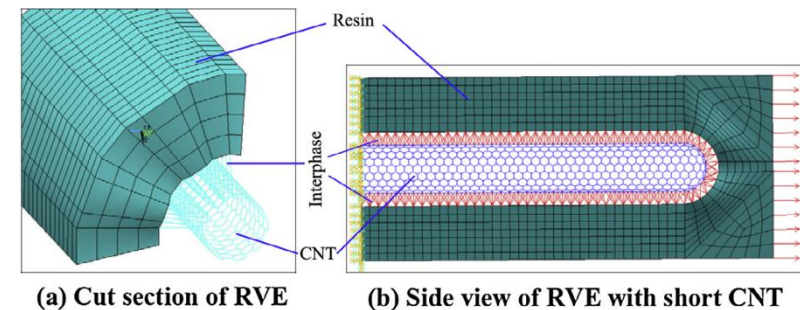 Resin
Interphase
CNT
(a) Cut section of RVE
(b) Side view of RVE with short CNT